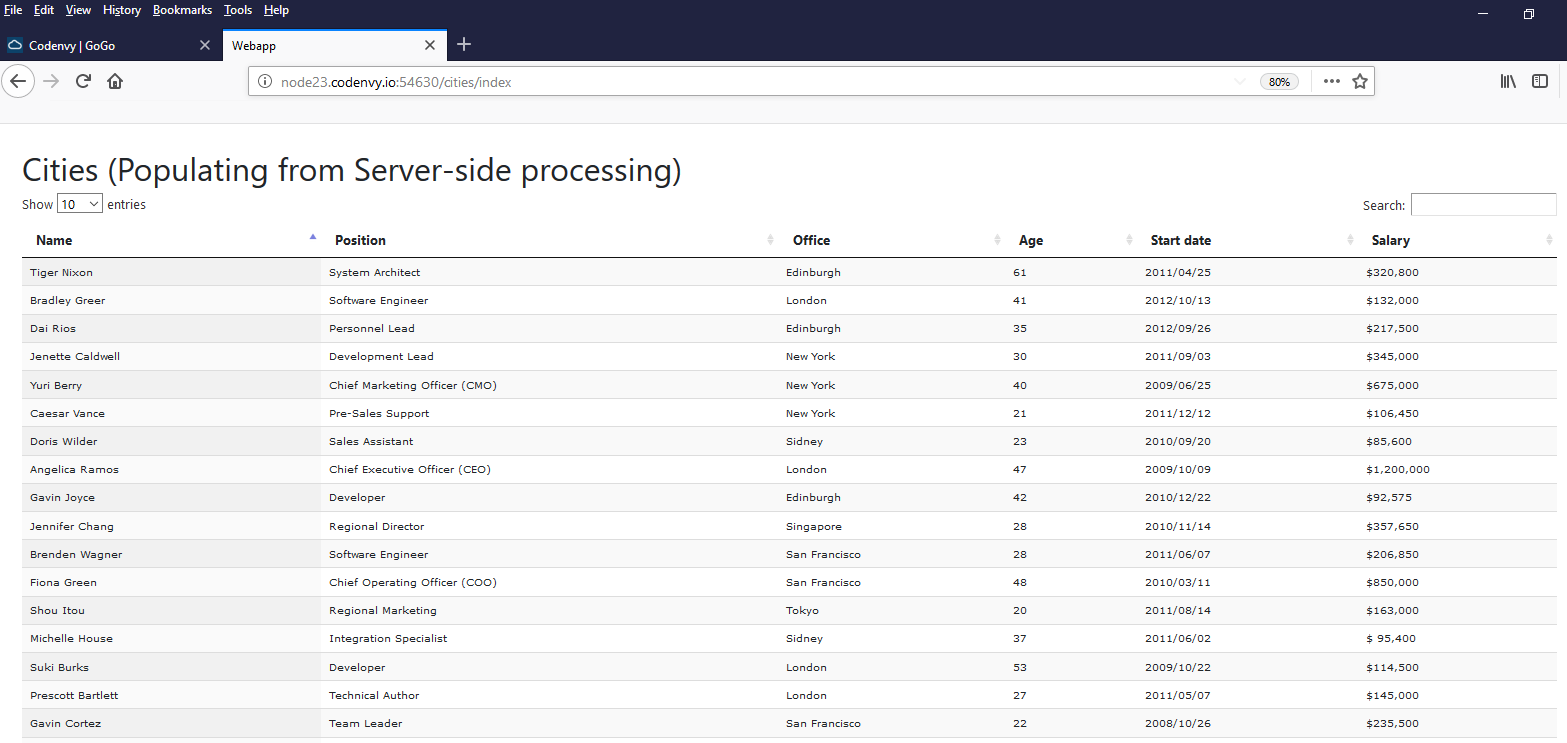 File Edit View History Bookmarks Tools Help
Codenvy | GoGo Webapp
node23.codenvy.io:54630/cities/index 80%
Cities (Populating from Server-side processing)
Show 10 entries Search:
Name Position Office Age Start date Salary
Tiger Nixon System Architect Edinburgh 61 2011/04/25 $320,800
Bradley Greer Software Engineer London 41 2012/10/13 $132,000
Dai Rios Personnel Lead Edinburgh 35 2012/09/26 $217,500
Jenette Caldwell Development Lead New York 30 2011/09/03 $345,000
Yuri Berry Chief Marketing Officer (CMO) New York 40 2009/06/25 $675,000
Caesar Vance Pre-Sales Support New York 21 2011/12/12 $106,450
Doris Wilder Sales Assistant Sidney 23 2010/09/20 $85,600
Angelica Ramos Chief Executive Officer (CEO) London 47 2009/10/09 $1,200,000
Gavin Joyce Developer Edinburgh 42 2010/12/22 $92,575
Jennifer Chang Regional Director Singapore 28 2010/11/14 $357,650
Brenden Wagner Software Engineer San Francisco 28 2011/06/07 $206,850
Fiona Green Chief Operating Officer (COO) San Francisco 48 2010/03/11 $850,000
Shou Itou Regional Marketing Tokyo 20 2011/08/14 $163,000
Michelle House Integration Specialist Sidney 37 2011/06/02 $ 95,400
Suki Burks Developer London 53 2009/10/22 $114,500
Prescott Bartlett Technical Author London 27 2011/05/07 $145,000
Gavin Cortez Team Leader San Francisco 22 2008/10/26 $235,500